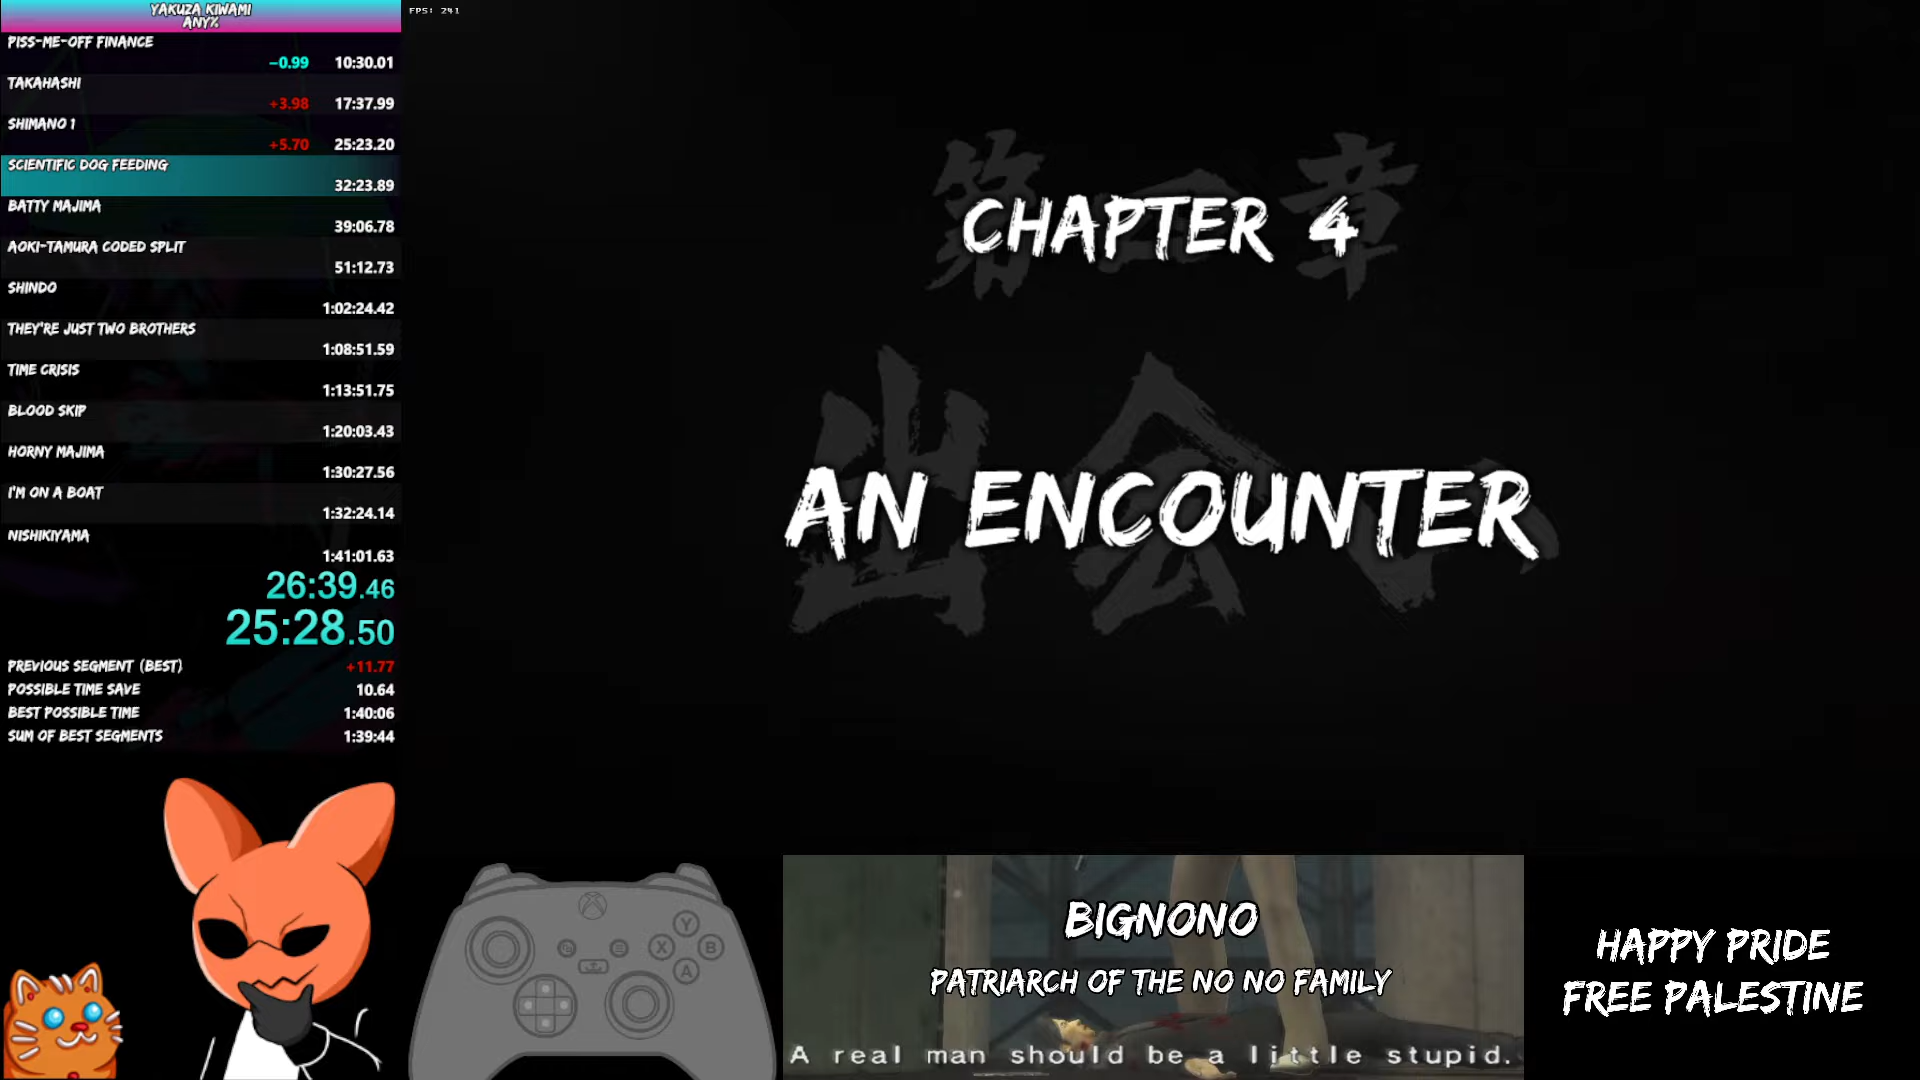 YAKUZA KIWAMI
ANY%
FPS: 241
PISS-ME-OFF FINANCE
-0.99 10:30.01
TAKAHASHI
+3.98 17:37.99
SHIMANO 1
+5.70 25:23.20
SCIENTIFIC DOG FEEDING
32:23.89
BATTY MAJIMA
39:06.78
AOKI-TAMURA CODED SPLIT
51:12.73
SHINDO
1:02:24.42
THEY'RE JUST TWO BROTHERS
1:08:51.59
TIME CRISIS
1:13:51.75
BLOOD SKIP
1:20:03.43
HORNY MAJIMA
1:30:27.56
I'M ON A BOAT
1:32:24.14
NISHIKIYAMA
1:41:01.63
26:39.46
25:28.50
PREVIOUS SEGMENT (BEST) +11.77
POSSIBLE TIME SAVE 10.64
BEST POSSIBLE TIME 1:40:06
SUM OF BEST SEGMENTS 1:39:44
CHAPTER 4
AN ENCOUNTER
出会い
X
Y
X
B
A
BIGNONO
PATRIARCH OF THE NO NO FAMILY
A real man should be a little stupid.
HAPPY PRIDE
FREE PALESTINE